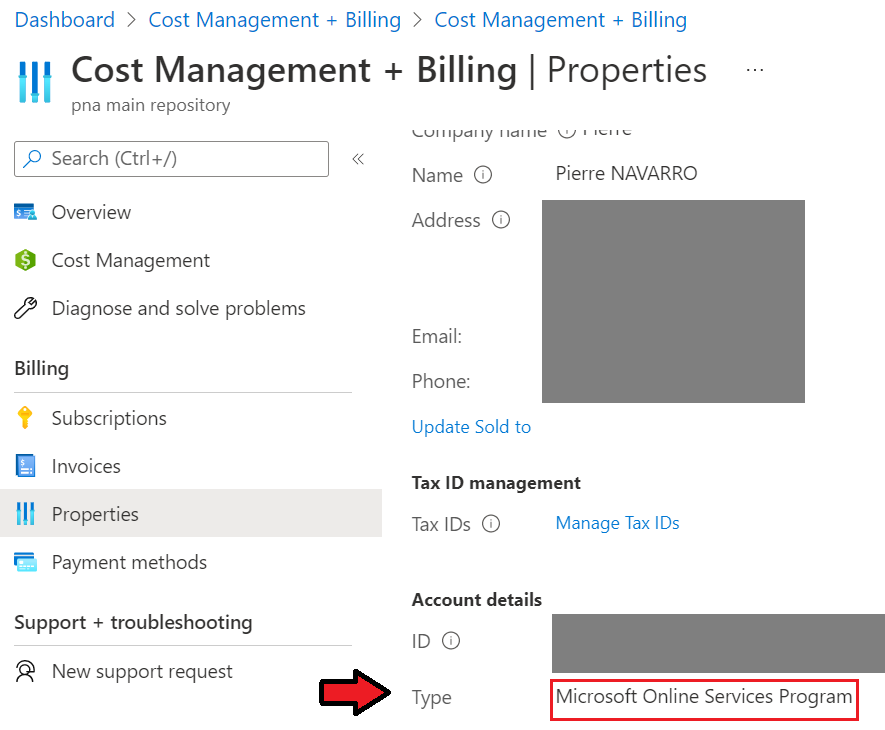 Dashboard > Cost Management + Billing > Cost Management + Billing
Cost Management + Billing | Properties ...
pna main repository
Search (Ctrl+/) «
Overview
Cost Management
Diagnose and solve problems
Billing
Subscriptions
Invoices
Properties
Payment methods
Support + troubleshooting
New support request
Company name Pierre
Name Pierre NAVARRO
Address
Email:
Phone:
Update Sold to
Tax ID management
Tax IDs Manage Tax IDs
Account details
ID
Type Microsoft Online Services Program